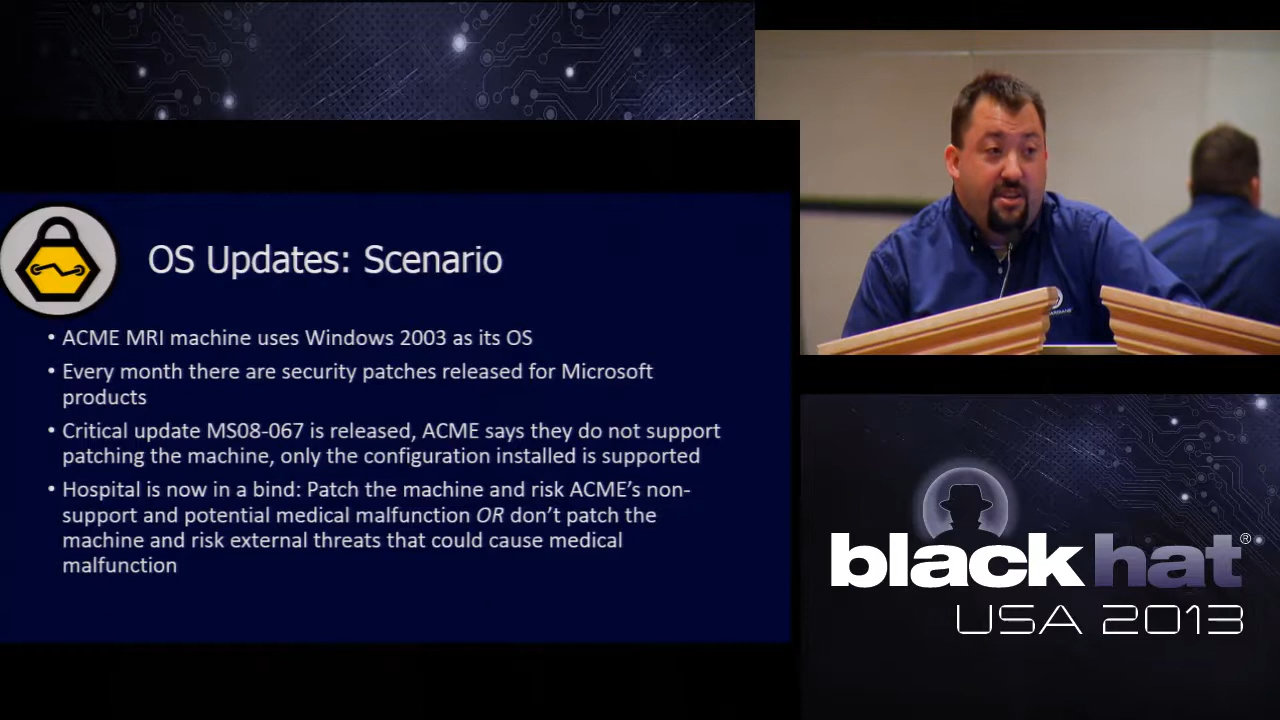 OS Updates: Scenario
• ACME MRI machine uses Windows 2003 as its OS
• Every month there are security patches released for Microsoft
products
• Critical update MS08-067 is released, ACME says they do not support
patching the machine, only the configuration installed is supported
• Hospital is now in a bind: Patch the machine and risk ACME's non-
support and potential medical malfunction OR don't patch the
machine and risk external threats that could cause medical
malfunction
black hat®
USA 2013